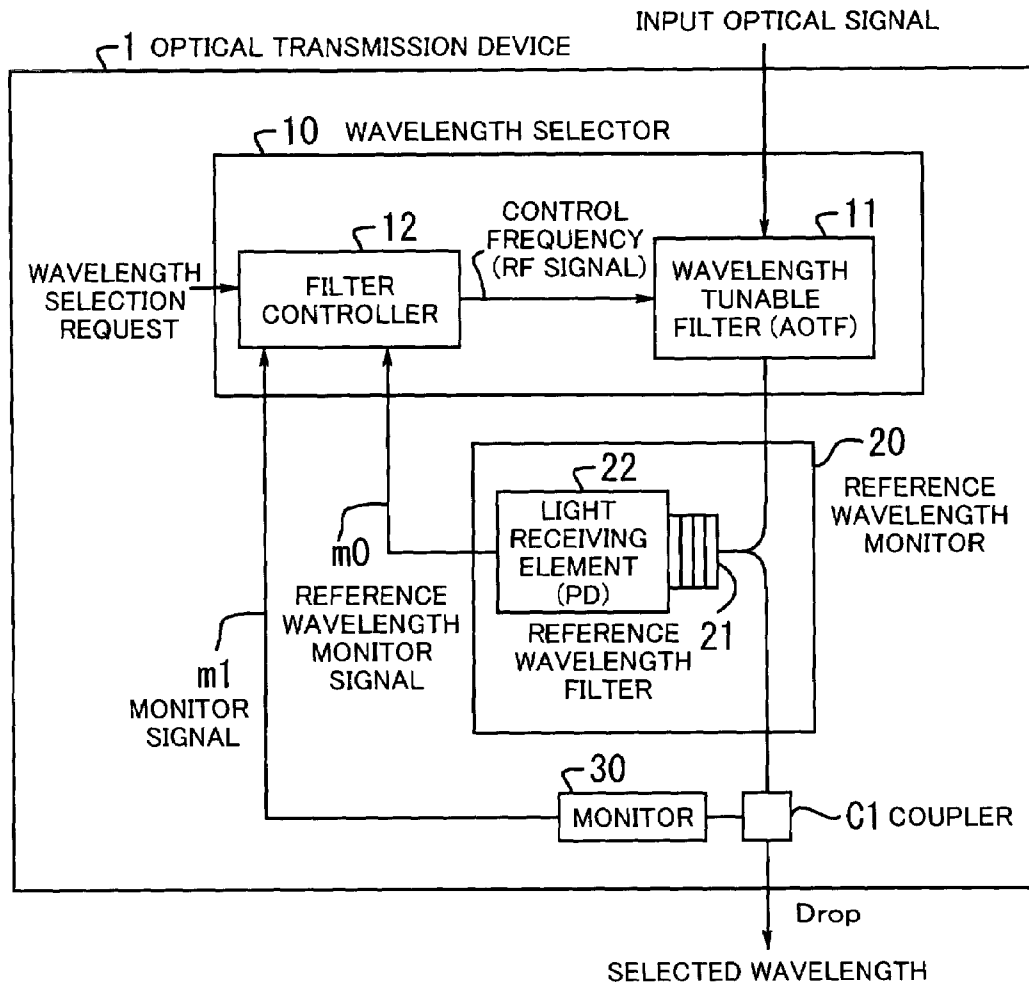 INPUT OPTICAL SIGNAL
1 OPTICAL TRANSMISSION DEVICE
10 WAVELENGTH SELECTOR
12
CONTROL
FREQUENCY
(RF SIGNAL)
11
WAVELENGTH
SELECTION
REQUEST
FILTER
CONTROLLER
WAVELENGTH
TUNABLE
FILTER (AOTF)
20
REFERENCE
WAVELENGTH
MONITOR
22
LIGHT
RECEIVING
ELEMENT
(PD)
21
REFERENCE
WAVELENGTH
FILTER
m0
REFERENCE
WAVELENGTH
MONITOR
SIGNAL
m1
MONITOR
SIGNAL
30
MONITOR
C1 COUPLER
Drop
SELECTED WAVELENGTH